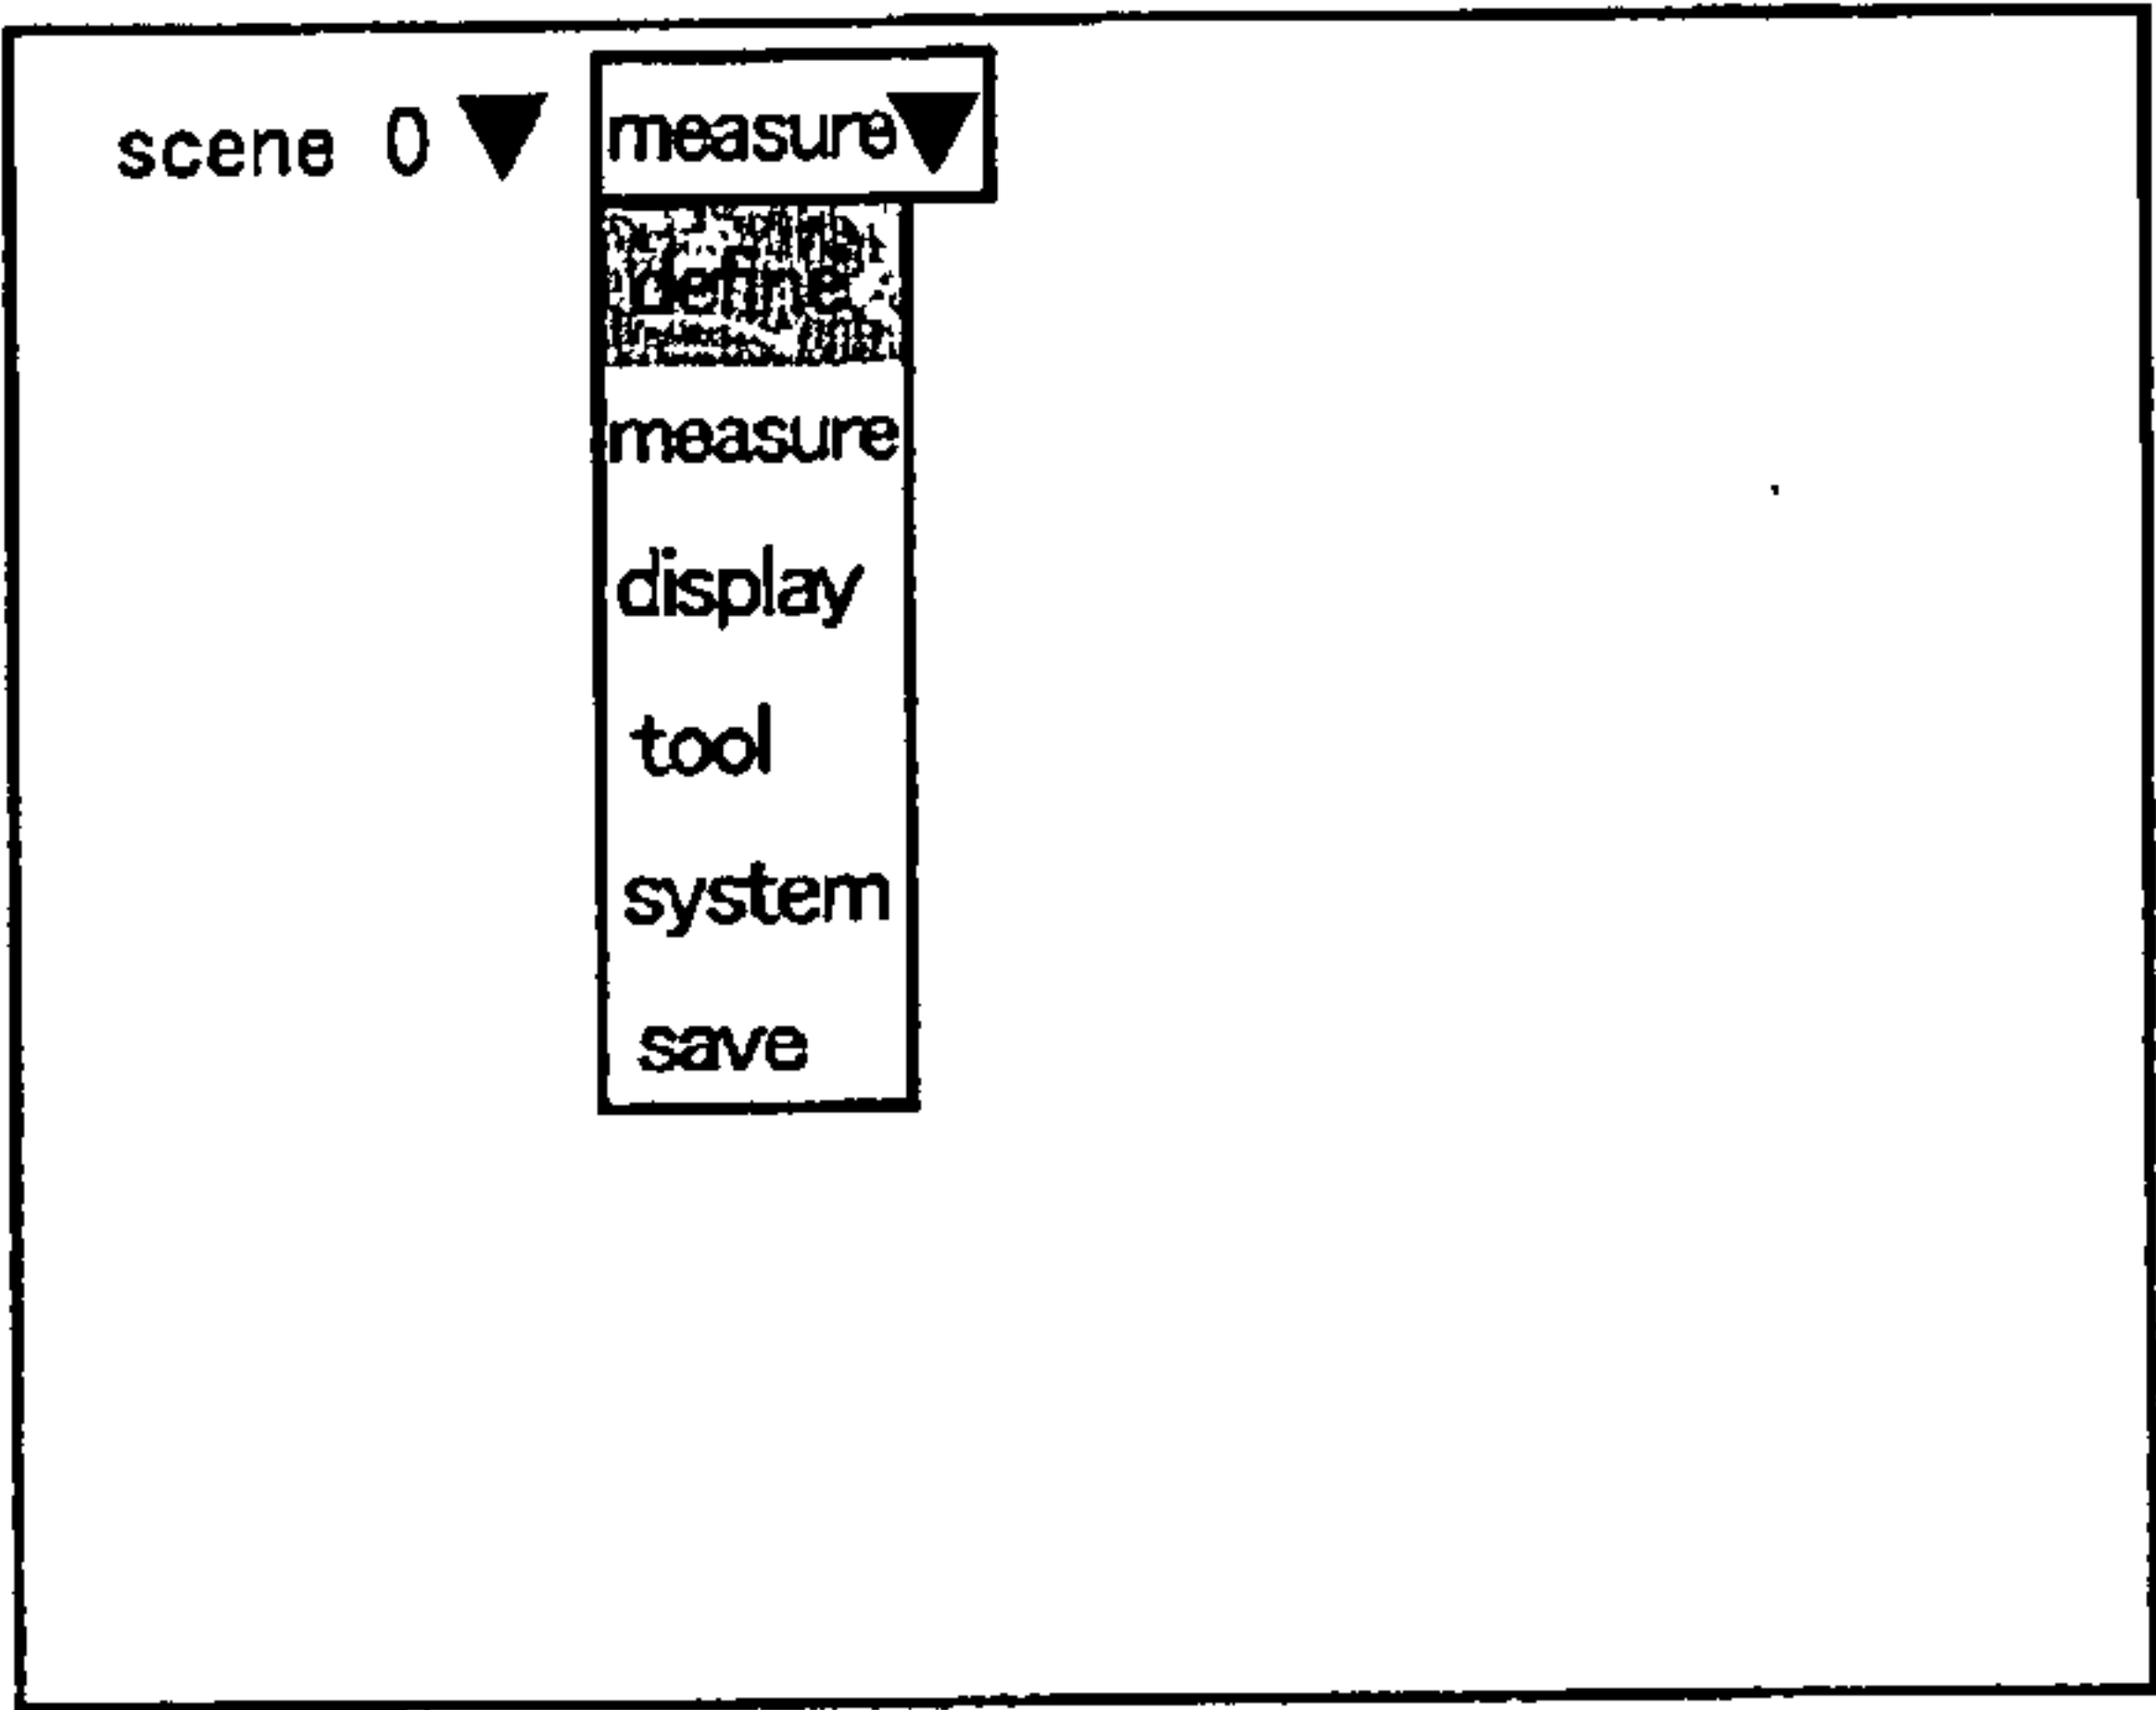 scene 0 ▼ measure ▼
define
measure
display
tool
system
save